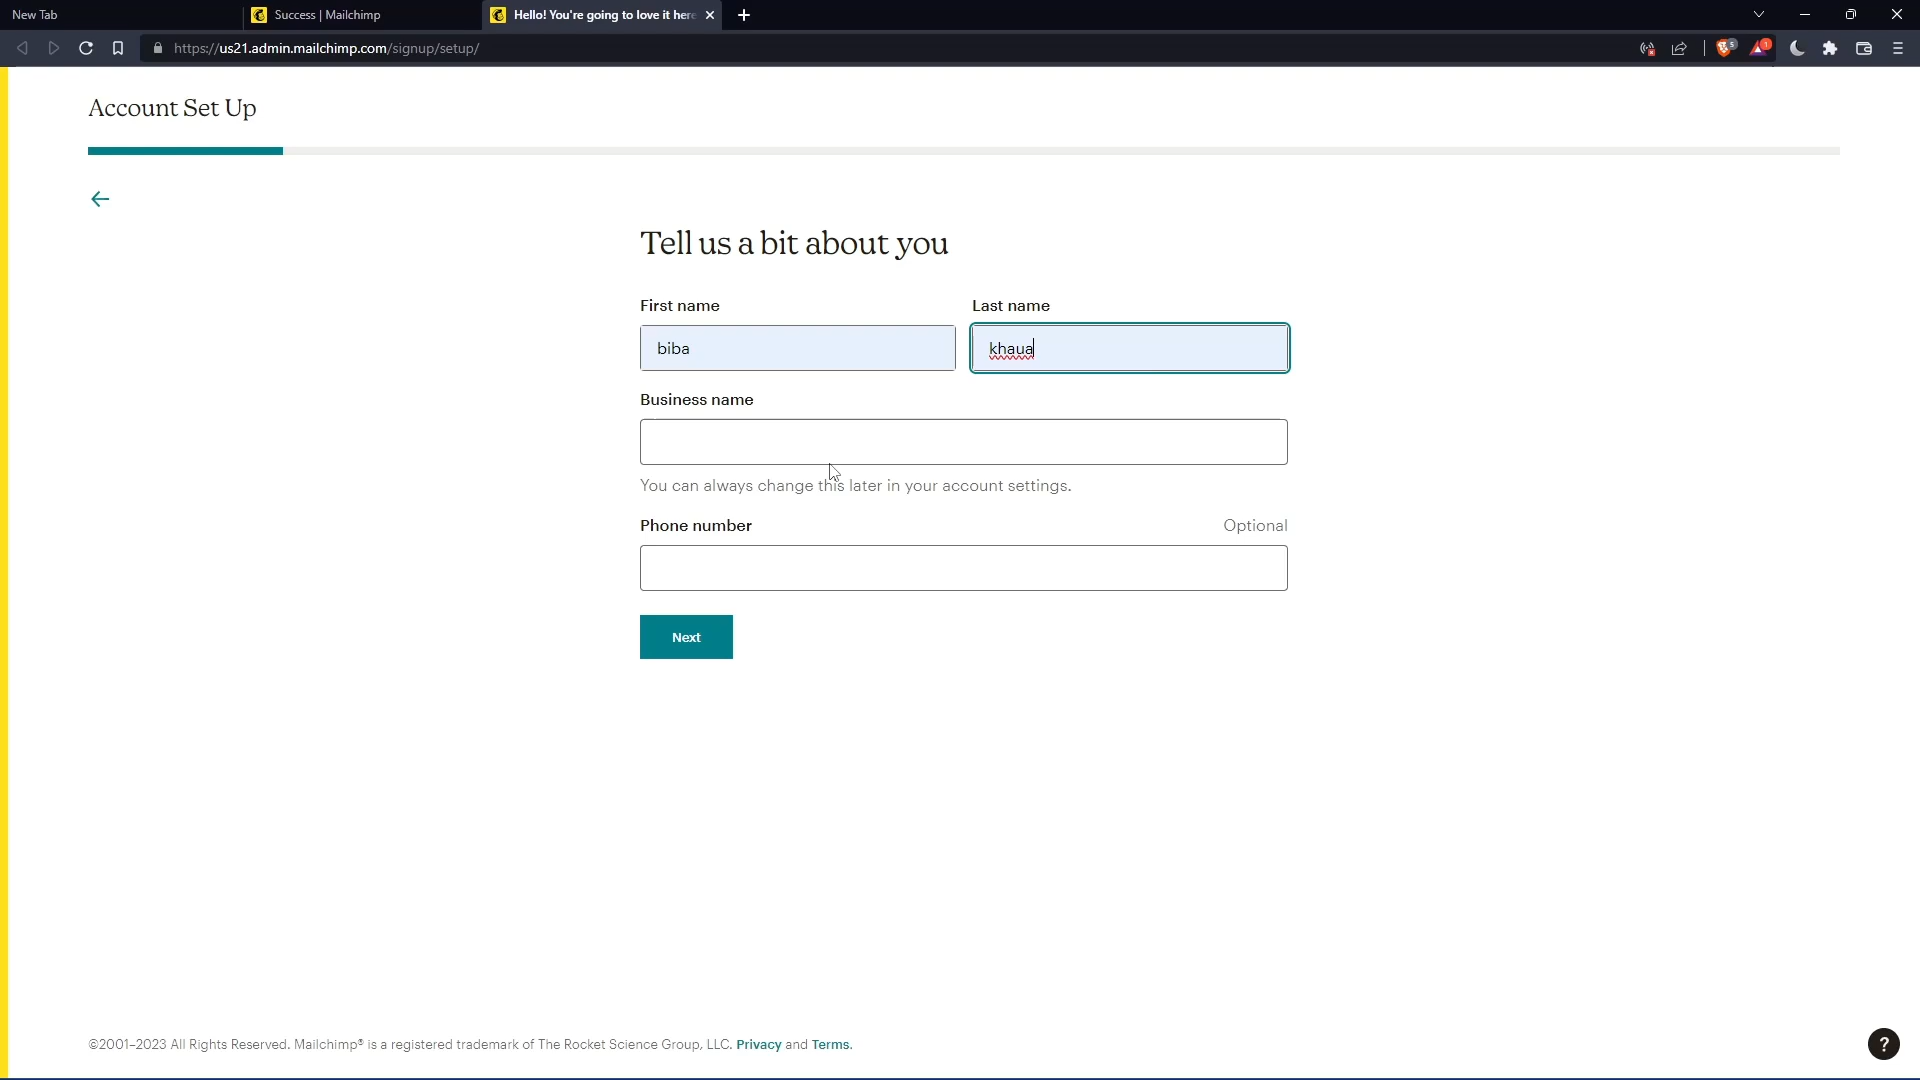 New Tab
Success | Mailchimp
Hello! You're going to love it here
https://us21.admin.mailchimp.com/signup/setup/
5
1
Account Set Up
Tell us a bit about you
First name
Last name
biba
khaua
Business name
You can always change this later in your account settings.
Phone number
Optional
Next
©2001–2023 All Rights Reserved. Mailchimp® is a registered trademark of The Rocket Science Group, LLC. Privacy and Terms.
?